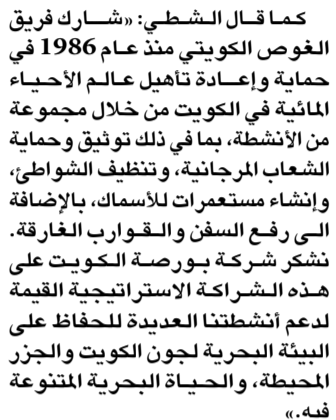 كما قال الشطي: «شارك فريق
الغوص الكويتي منذ عام 1986 في
حماية وإعادة تأهيل عالم الأحياء
المائية في الكويت من خلال مجموعة
من الأنشطة، بما في ذلك توثيق وحماية
الشعاب المرجانية، وتنظيف الشواطئ،
وإنشاء مستعمرات للأسماك، بالإضافة
الى رفع السفن والقوارب الغارقة.
نشكر شركة بورصة الكويت على
هذه الشراكة الاستراتيجية القيمة
لدعم أنشطتنا العديدة للحفاظ على
البيئة البحرية لجون الكويت والجزر
المحيطة، والحياة البحرية المتنوعة
فيه.»